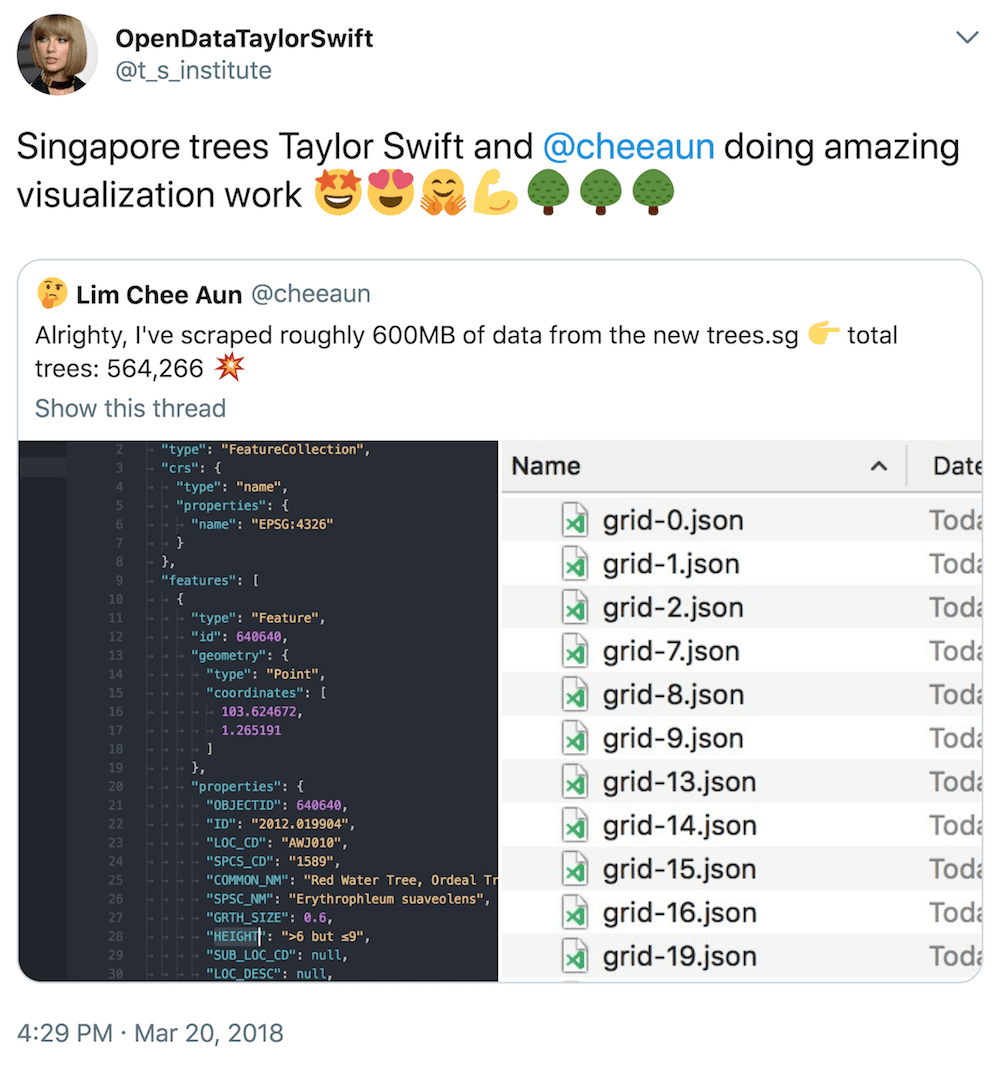 OpenDataTaylorSwift
@t_s_institute
Singapore trees Taylor Swift and @cheeaun doing amazing
visualization work 🤩😍🤗💪🌳🌳🌳
🤔 Lim Chee Aun @cheeaun
Alrighty, I've scraped roughly 600MB of data from the new trees.sg 👉 total
trees: 564,266 💥
Show this thread
2 "type": "FeatureCollection",
3 "crs": {
4 "type": "name",
5 "properties": {
6 "name": "EPSG:4326"
7 }
8 },
9 "features": [
10 {
11 "type": "Feature",
12 "id": 640640,
13 "geometry": {
14 "type": "Point",
15 "coordinates": [
16 103.624672,
17 1.265191
18 ]
19 },
20 "properties": {
21 "OBJECTID": 640640,
22 "ID": "2012.019904",
23 "LOC_CD": "AWJ010",
24 "SPCS_CD": "1589",
25 "COMMON_NM": "Red Water Tree, Ordeal Tr
26 "SPSC_NM": "Erythrophleum suaveolens",
27 "GRTH_SIZE": 0.6,
28 "HEIGHT": ">6 but ≤9",
29 "SUB_LOC_CD": null,
30 "LOC_DESC": null,
Name Date
grid-0.json Toda
grid-1.json Toda
grid-2.json Toda
grid-7.json Toda
grid-8.json Toda
grid-9.json Toda
grid-13.json Toda
grid-14.json Toda
grid-15.json Toda
grid-16.json Toda
grid-19.json Toda
4:29 PM · Mar 20, 2018